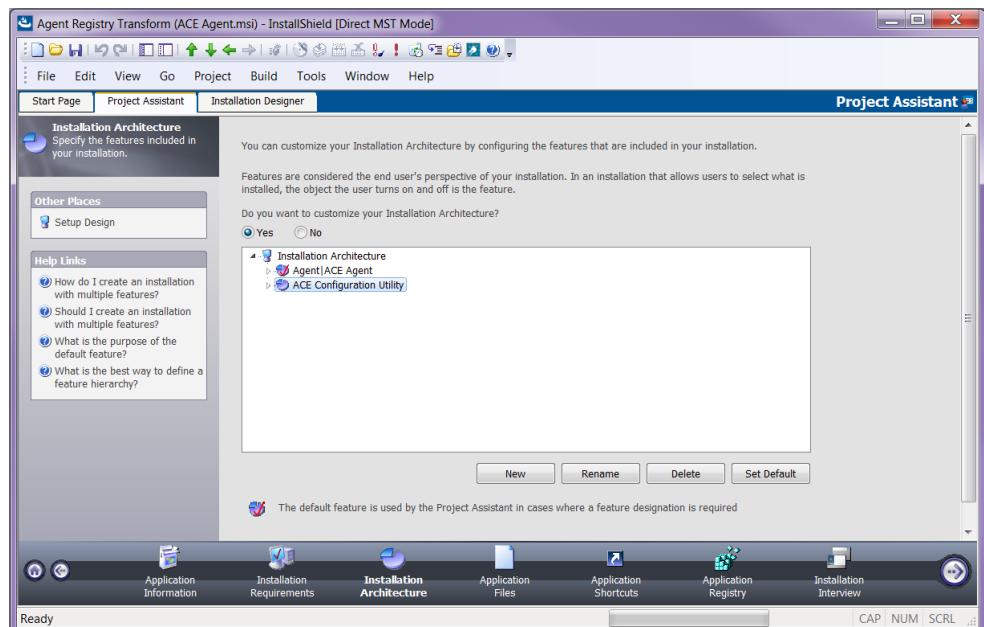 Agent Registry Transform (ACE Agent.msi) - InstallShield [Direct MST Mode]
File Edit View Go Project Build Tools Window Help
Start Page Project Assistant Installation Designer Project Assistant
Installation Architecture
Specify the features included in
your installation.
Other Places
Setup Design
Help Links
How do I create an installation
with multiple features?
Should I create an installation
with multiple features?
What is the purpose of the
default feature?
What is the best way to define a
feature hierarchy?
You can customize your Installation Architecture by configuring the features that are included in your installation.
Features are considered the end user's perspective of your installation. In an installation that allows users to select what is
installed, the object the user turns on and off is the feature.
Do you want to customize your Installation Architecture?
Yes No
Installation Architecture
Agent|ACE Agent
ACE Configuration Utility
New Rename Delete Set Default
The default feature is used by the Project Assistant in cases where a feature designation is required
Application
Information
Installation
Requirements
Installation
Architecture
Application
Files
Application
Shortcuts
Application
Registry
Installation
Interview
Ready CAP NUM SCRL